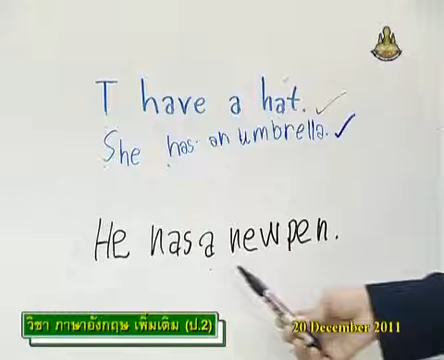 I have a hat. ✓
She has an umbrella. ✓
He has a new pen.
วิชา ภาษาอังกฤษ เพิ่มเติม (ป.2)
20 December 2011